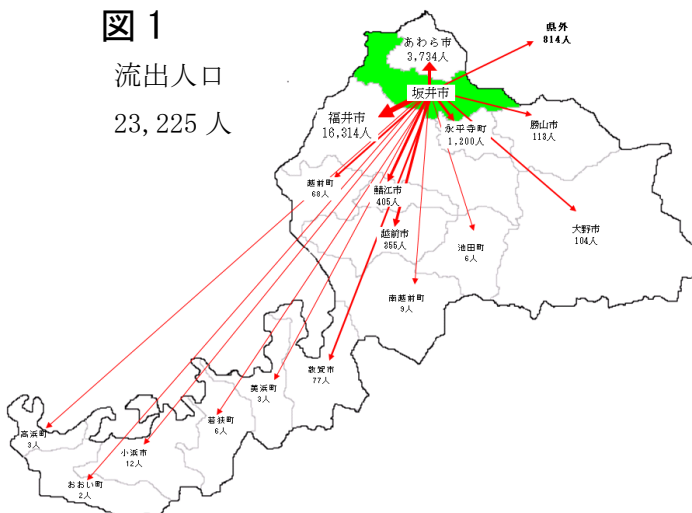 図1
流出人口
23,225 人
県外
814人
あわら市
3,734人
坂井市
福井市
16,314人
永平寺町
1,200人
勝山市
113人
越前町
68人
鯖江市
405人
越前市
355人
池田町
6人
大野市
104人
南越前町
9人
敦賀市
77人
美浜町
3人
若狭町
6人
高浜町
3人
小浜市
12人
おおい町
2人